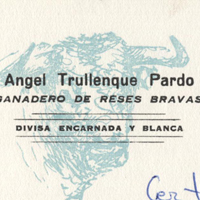 Angel Trullenque Pardo
GANADERO DE RESES BRAVAS
DIVISA ENCARNADA Y BLANCA